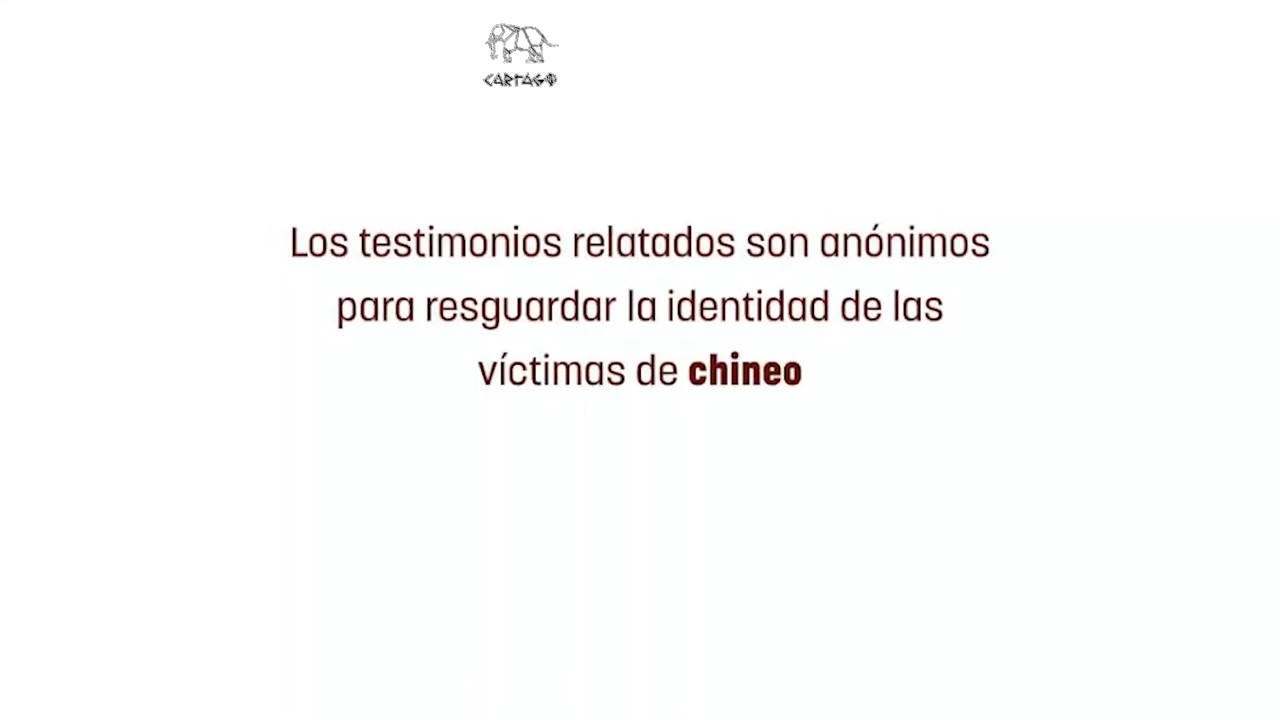 CARTAGO
Los testimonios relatados son anónimos
para resguardar la identidad de las
víctimas de chineo